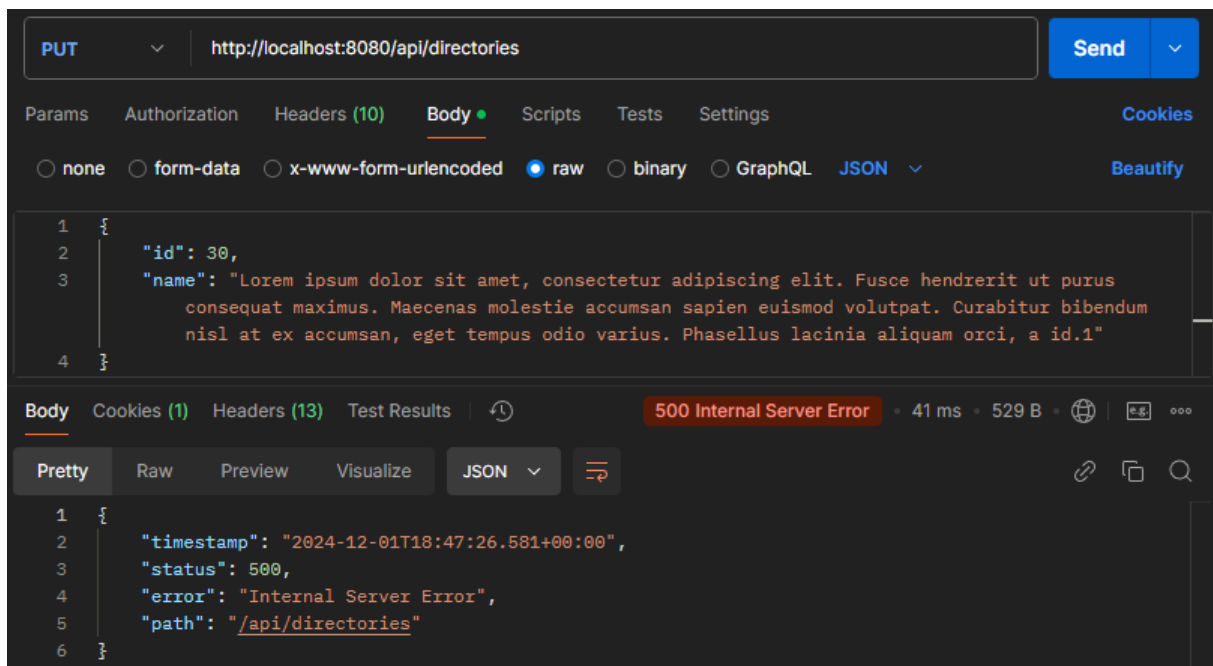 PUT http://localhost:8080/api/directories Send
Params Authorization Headers (10) Body Scripts Tests Settings Cookies
none form-data x-www-form-urlencoded raw binary GraphQL JSON Beautify
1 {
2 "id": 30,
3 "name": "Lorem ipsum dolor sit amet, consectetur adipiscing elit. Fusce hendrerit ut purus
consequat maximus. Maecenas molestie accumsan sapien euismod volutpat. Curabitur bibendum
nisl at ex accumsan, eget tempus odio varius. Phasellus lacinia aliquam orci, a id.1"
4 }
Body Cookies (1) Headers (13) Test Results 500 Internal Server Error 41 ms 529 B e.g.
Pretty Raw Preview Visualize JSON
1 {
2 "timestamp": "2024-12-01T18:47:26.581+00:00",
3 "status": 500,
4 "error": "Internal Server Error",
5 "path": "/api/directories"
6 }